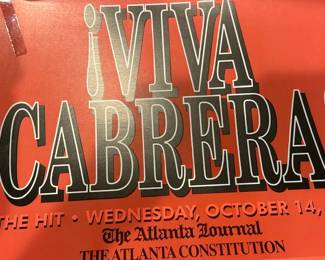 ¡VIVA
CABRERA
THE HIT • WEDNESDAY, OCTOBER 14,
The Atlanta Journal
THE ATLANTA CONSTITUTION